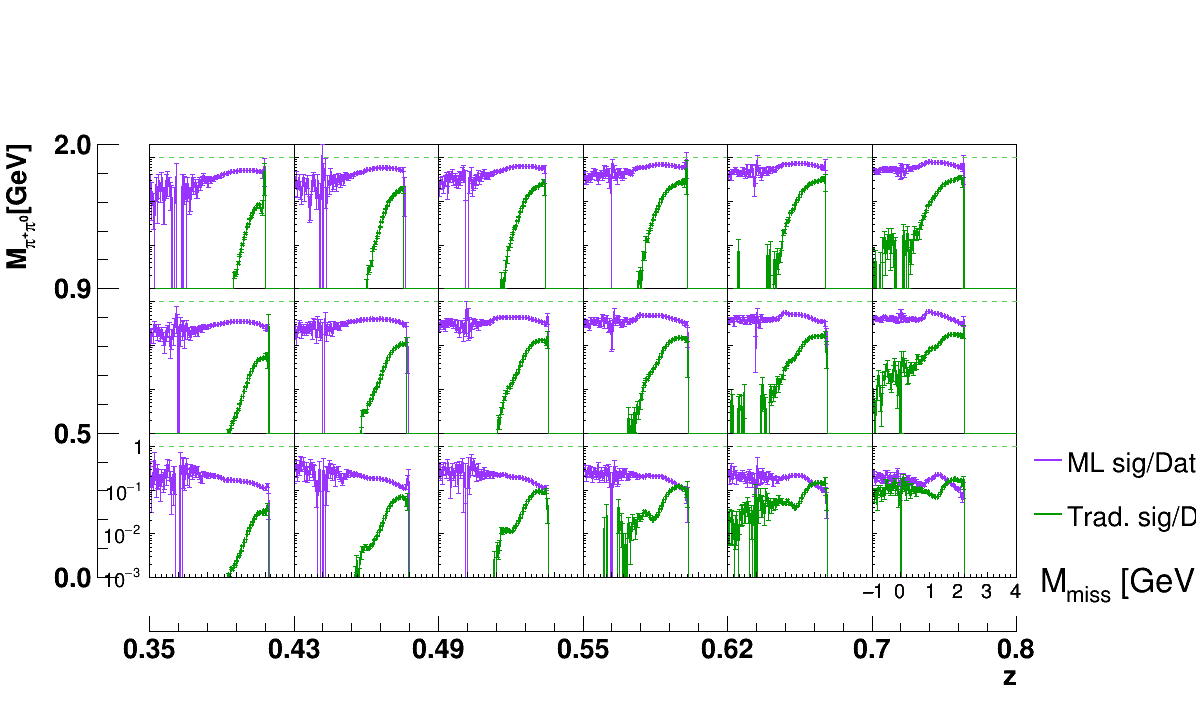 2.0
M_{π⁺π⁰}[GeV]
0.9
0.5
1
10⁻¹
10⁻²
0.0
10⁻³
ML sig/Dat
Trad. sig/D
−1 0 1 2 3 4
M_{miss} [GeV
0.35 0.43 0.49 0.55 0.62 0.7 0.8
z